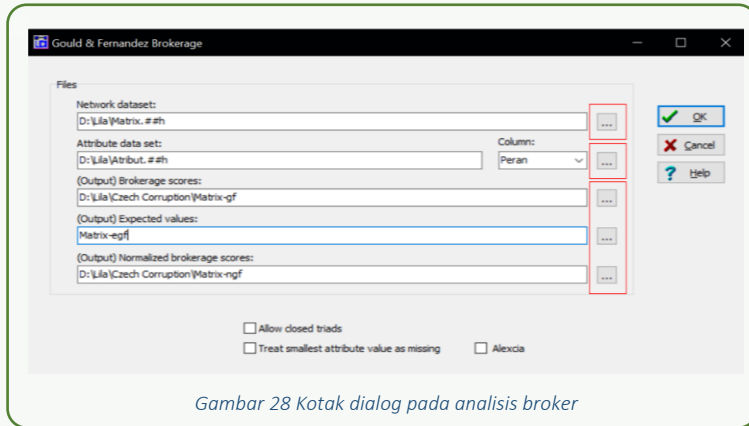 Gould & Fernandez Brokerage
Files
Network dataset:
D:\Lila\Matrix.##h
...
OK
Attribute data set:
Column:
Cancel
D:\Lila\Atribut.##h
Peran
...
Help
(Output) Brokerage scores:
D:\Lila\Czech Corruption\Matrix-gf
...
(Output) Expected values:
Matrix-egf
...
(Output) Normalized brokerage scores:
D:\Lila\Czech Corruption\Matrix-ngf
...
Allow closed triads
Treat smallest attribute value as missing
Alexcia
Gambar 28 Kotak dialog pada analisis broker